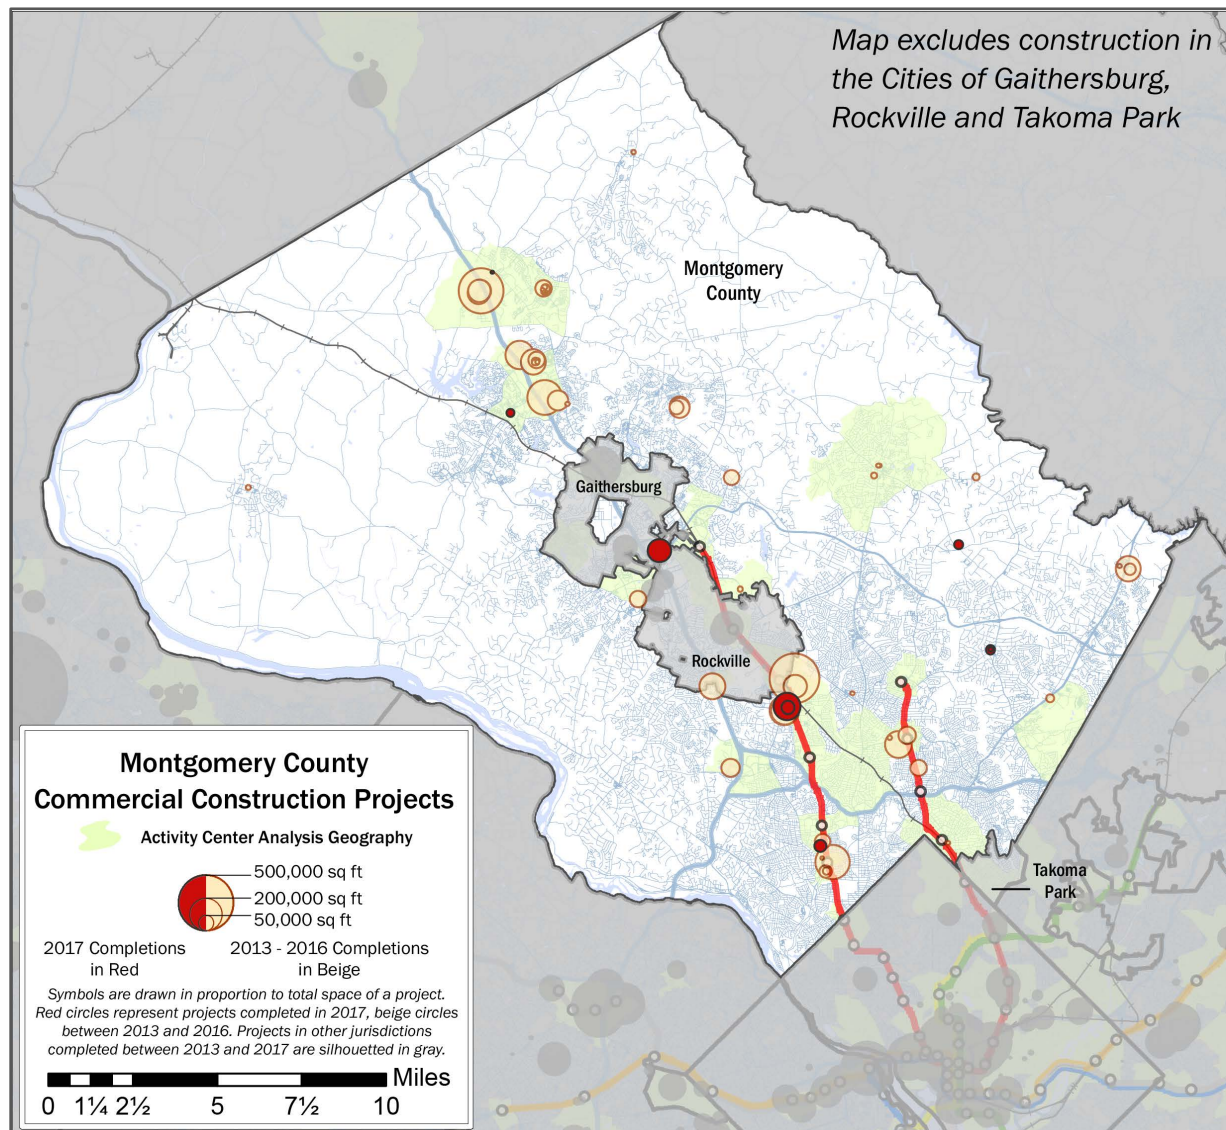 Map excludes construction in
the Cities of Gaithersburg,
Rockville and Takoma Park
Montgomery
County
Gaithersburg
Rockville
Takoma
Park
Montgomery County
Commercial Construction Projects
Activity Center Analysis Geography
500,000 sq ft
200,000 sq ft
50,000 sq ft
2017 Completions
in Red
2013 - 2016 Completions
in Beige
Symbols are drawn in proportion to total space of a project.
Red circles represent projects completed in 2017, beige circles
between 2013 and 2016. Projects in other jurisdictions
completed between 2013 and 2017 are silhouetted in gray.
Miles
0 1¼ 2½ 5 7½ 10